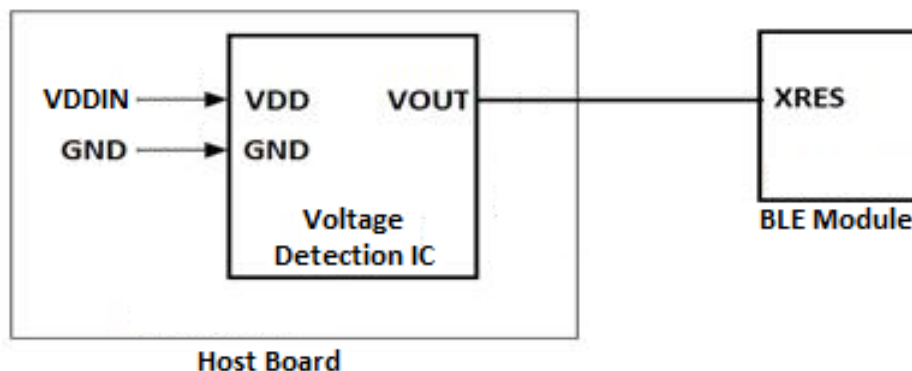 VDDIN
VDD
VOUT
XRES
GND
GND
Voltage
Detection IC
BLE Module
Host Board